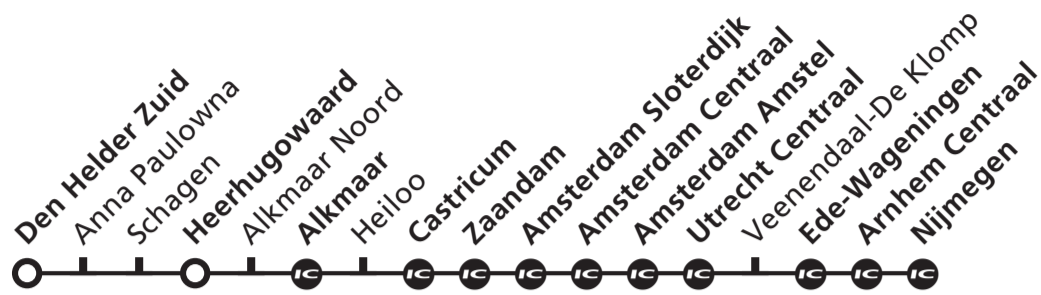 Den Helder Zuid
Anna Paulowna
Schagen
Heerhugowaard
Alkmaar Noord
Alkmaar
Heiloo
Castricum
Zaandam
Amsterdam Sloterdijk
Amsterdam Centraal
Amsterdam Amstel
Utrecht Centraal
Veenendaal-De Klomp
Ede-Wageningen
Arnhem Centraal
Nijmegen
IC IC IC IC IC IC IC IC IC IC